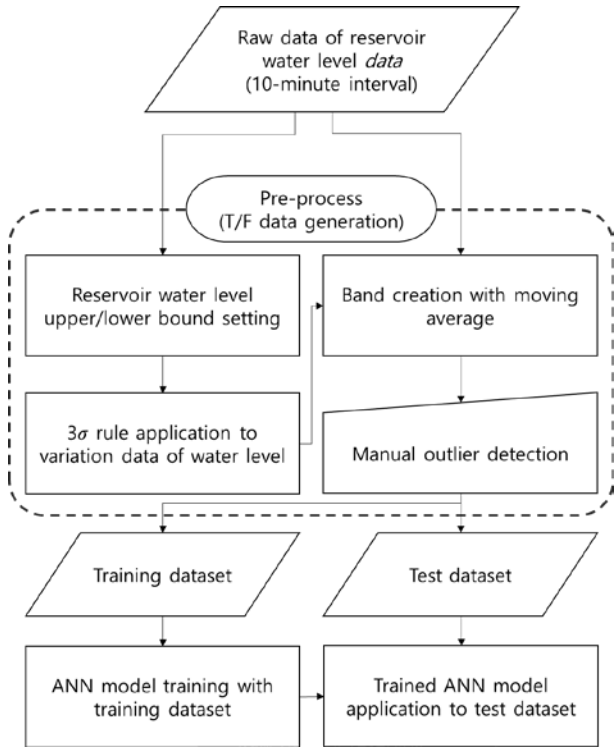 Raw data of reservoir
water level data
(10-minute interval)
Pre-process
(T/F data generation)
Reservoir water level
upper/lower bound setting
Band creation with moving
average
3σ rule application to
variation data of water level
Manual outlier detection
Training dataset
Test dataset
ANN model training with
training dataset
Trained ANN model
application to test dataset